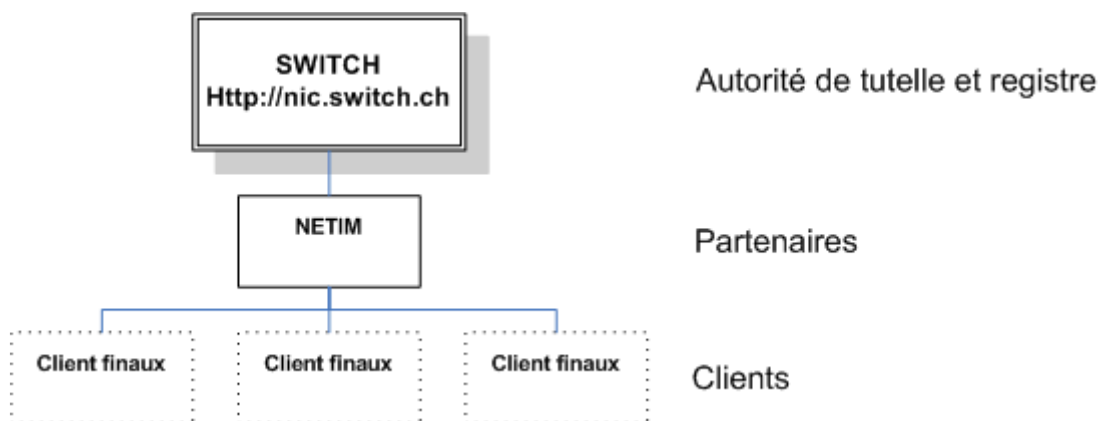 SWITCH
Http://nic.switch.ch
Autorité de tutelle et registre
NETIM
Partenaires
Client finaux
Client finaux
Client finaux
Clients